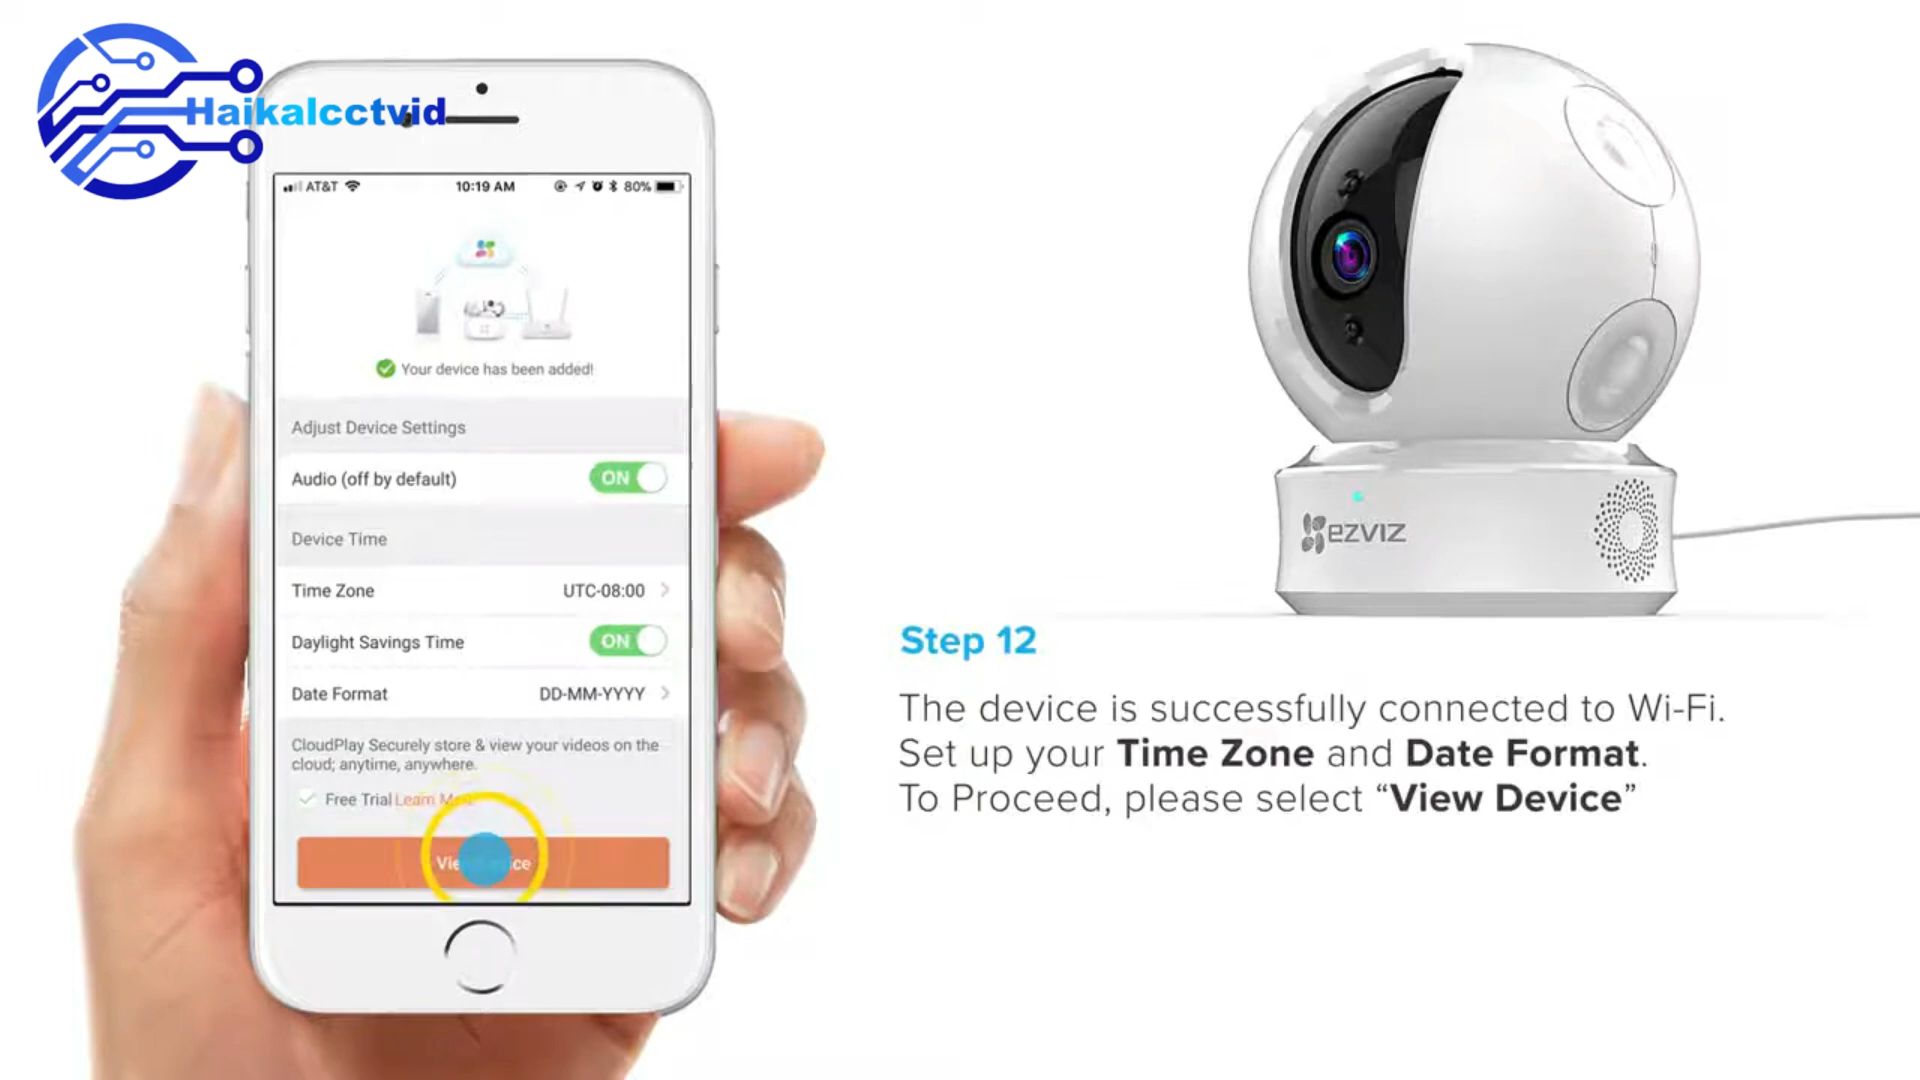 Haikalcctvid
AT&T
10:19 AM
80%
Your device has been added!
Adjust Device Settings
Audio (off by default)
ON
Device Time
Time Zone
UTC-08:00
Daylight Savings Time
ON
Date Format
DD-MM-YYYY
CloudPlay Securely store & view your videos on the
cloud; anytime, anywhere.
Free Trial Learn
ezviz
Step 12
The device is successfully connected to Wi-Fi.
Set up your Time Zone and Date Format.
To Proceed, please select “View Device”